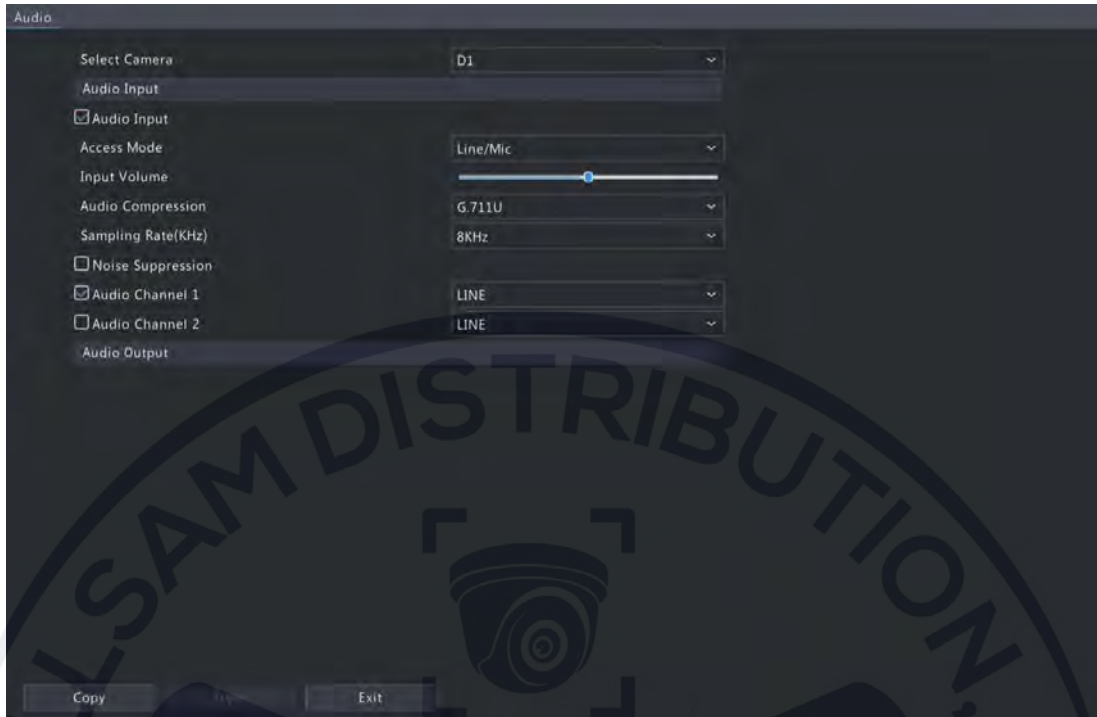 Audio
Select Camera D1
Audio Input
Audio Input
Access Mode Line/Mic
Input Volume
Audio Compression G.711U
Sampling Rate(KHz) 8KHz
Noise Suppression
Audio Channel 1 LINE
Audio Channel 2 LINE
Audio Output
LSAM DISTRIBUTION
Copy Exit